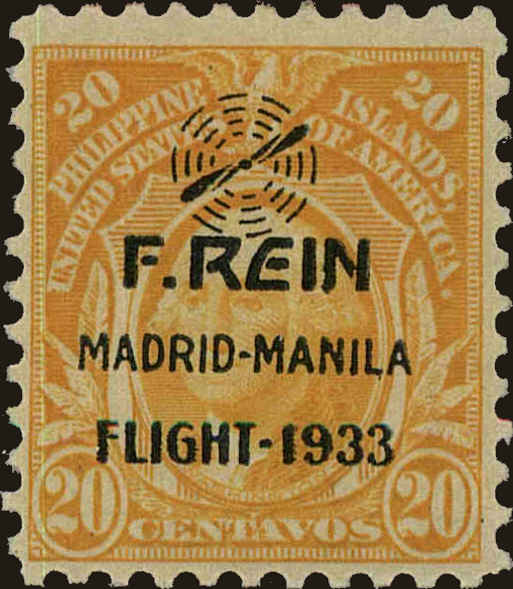 20 20
PHILIPPINE ISLANDS.
UNITED STATES OF AMERICA.
F.REIN
MADRID-MANILA
FLIGHT-1933
20 CENTAVOS 20